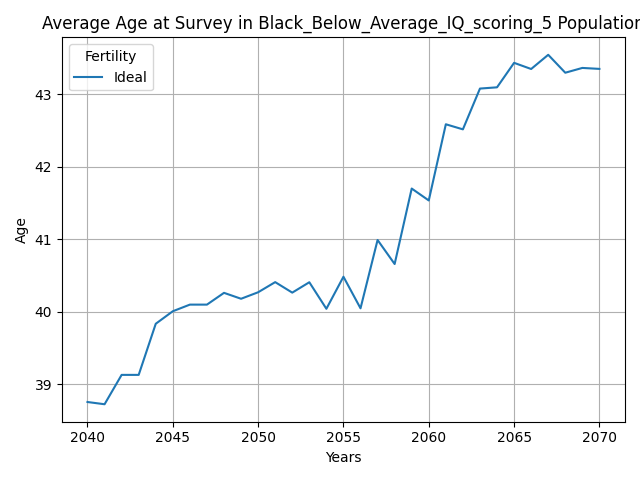 Average Age at Survey in Black_Below_Average_IQ_scoring_5 Population
Fertility
Ideal
Age
43
42
41
40
39
2040 2045 2050 2055 2060 2065 2070
Years